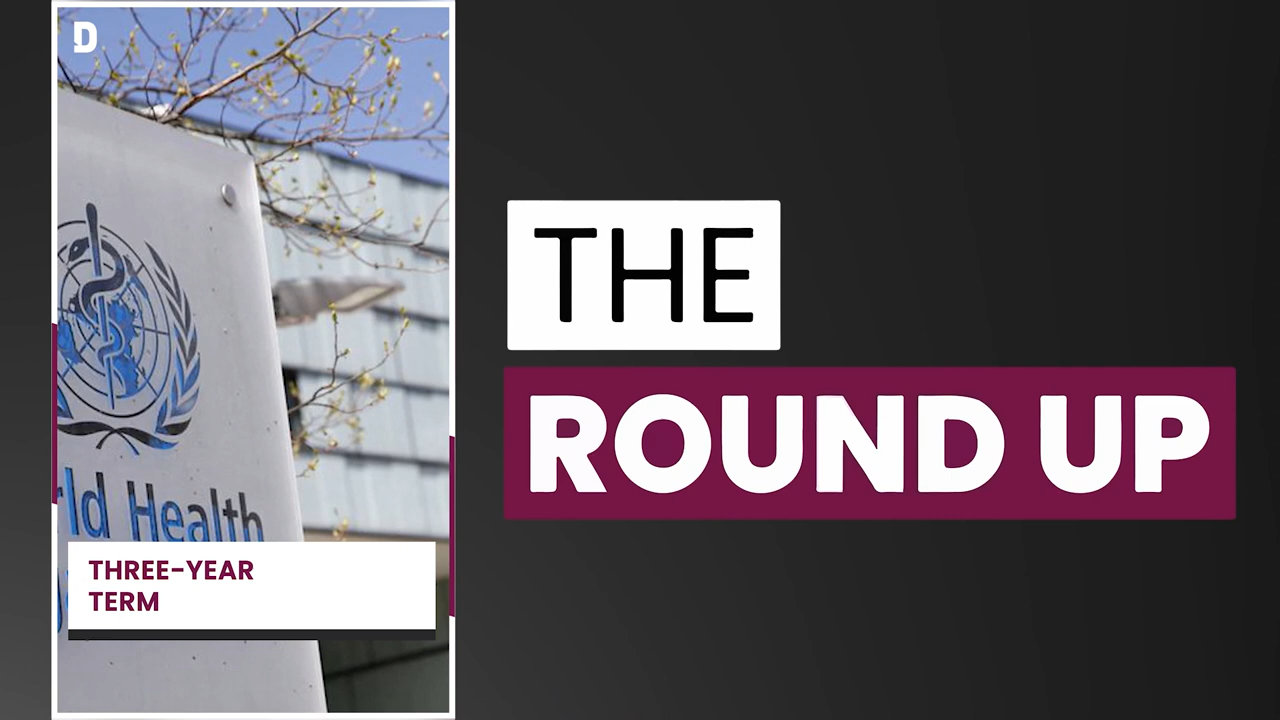 D
THE
ROUND UP
rld Health
THREE-YEAR
TERM